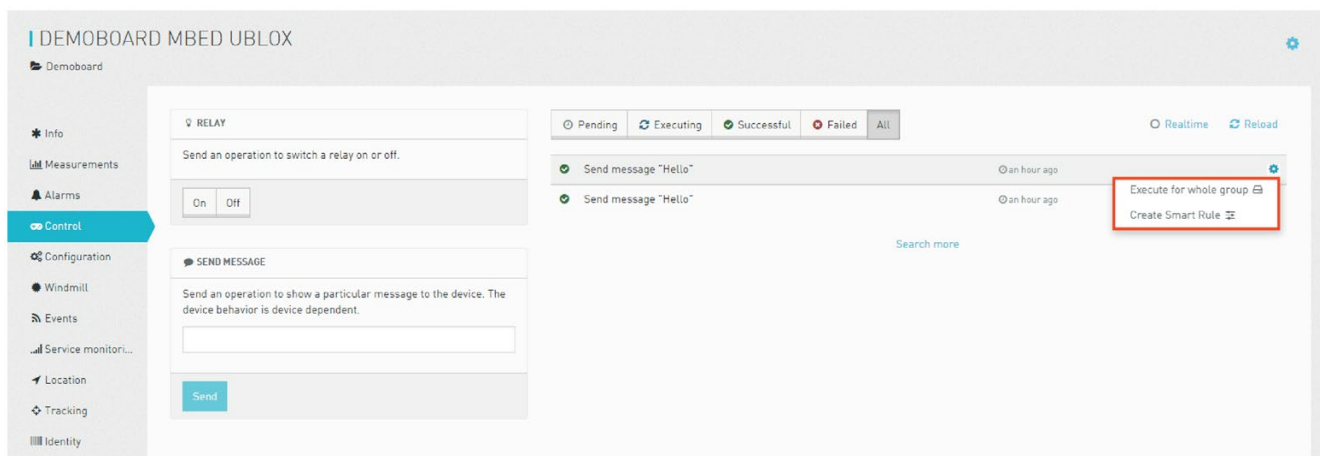 DEMOBOARD MBED UBLOX
Demoboard
Info
Measurements
Alarms
Control
Configuration
Windmill
Events
Service monitori...
Location
Tracking
Identity
RELAY
Send an operation to switch a relay on or off.
On Off
SEND MESSAGE
Send an operation to show a particular message to the device. The
device behavior is device dependent.
Send
Pending Executing Successful Failed All
Realtime Reload
Send message "Hello" an hour ago
Send message "Hello" an hour ago
Execute for whole group
Create Smart Rule
Search more